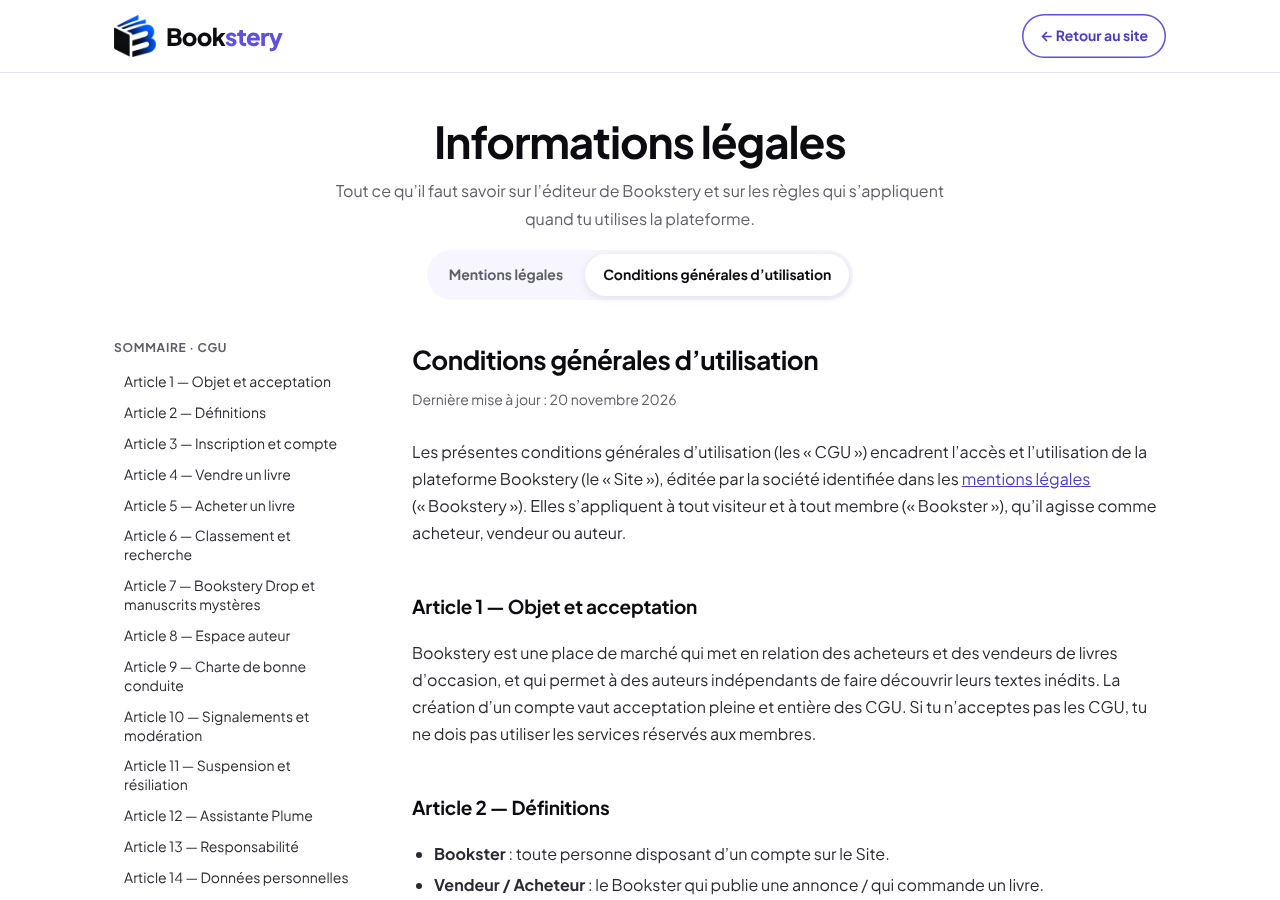 Bookstery
← Retour au site
Informations légales
Tout ce qu’il faut savoir sur l’éditeur de Bookstery et sur les règles qui s’appliquent
quand tu utilises la plateforme.
Mentions légales
Conditions générales d’utilisation
SOMMAIRE · CGU
Article 1 — Objet et acceptation
Article 2 — Définitions
Article 3 — Inscription et compte
Article 4 — Vendre un livre
Article 5 — Acheter un livre
Article 6 — Classement et
recherche
Article 7 — Bookstery Drop et
manuscrits mystères
Article 8 — Espace auteur
Article 9 — Charte de bonne
conduite
Article 10 — Signalements et
modération
Article 11 — Suspension et
résiliation
Article 12 — Assistante Plume
Article 13 — Responsabilité
Article 14 — Données personnelles
Conditions générales d’utilisation
Dernière mise à jour : 20 novembre 2026
Les présentes conditions générales d’utilisation (les « CGU ») encadrent l’accès et l’utilisation de la
plateforme Bookstery (le « Site »), éditée par la société identifiée dans les mentions légales
(« Bookstery »). Elles s’appliquent à tout visiteur et à tout membre (« Bookster »), qu’il agisse comme
acheteur, vendeur ou auteur.
Article 1 — Objet et acceptation
Bookstery est une place de marché qui met en relation des acheteurs et des vendeurs de livres
d’occasion, et qui permet à des auteurs indépendants de faire découvrir leurs textes inédits. La
création d’un compte vaut acceptation pleine et entière des CGU. Si tu n’acceptes pas les CGU, tu
ne dois pas utiliser les services réservés aux membres.
Article 2 — Définitions
• Bookster : toute personne disposant d’un compte sur le Site.
• Vendeur / Acheteur : le Bookster qui publie une annonce / qui commande un livre.